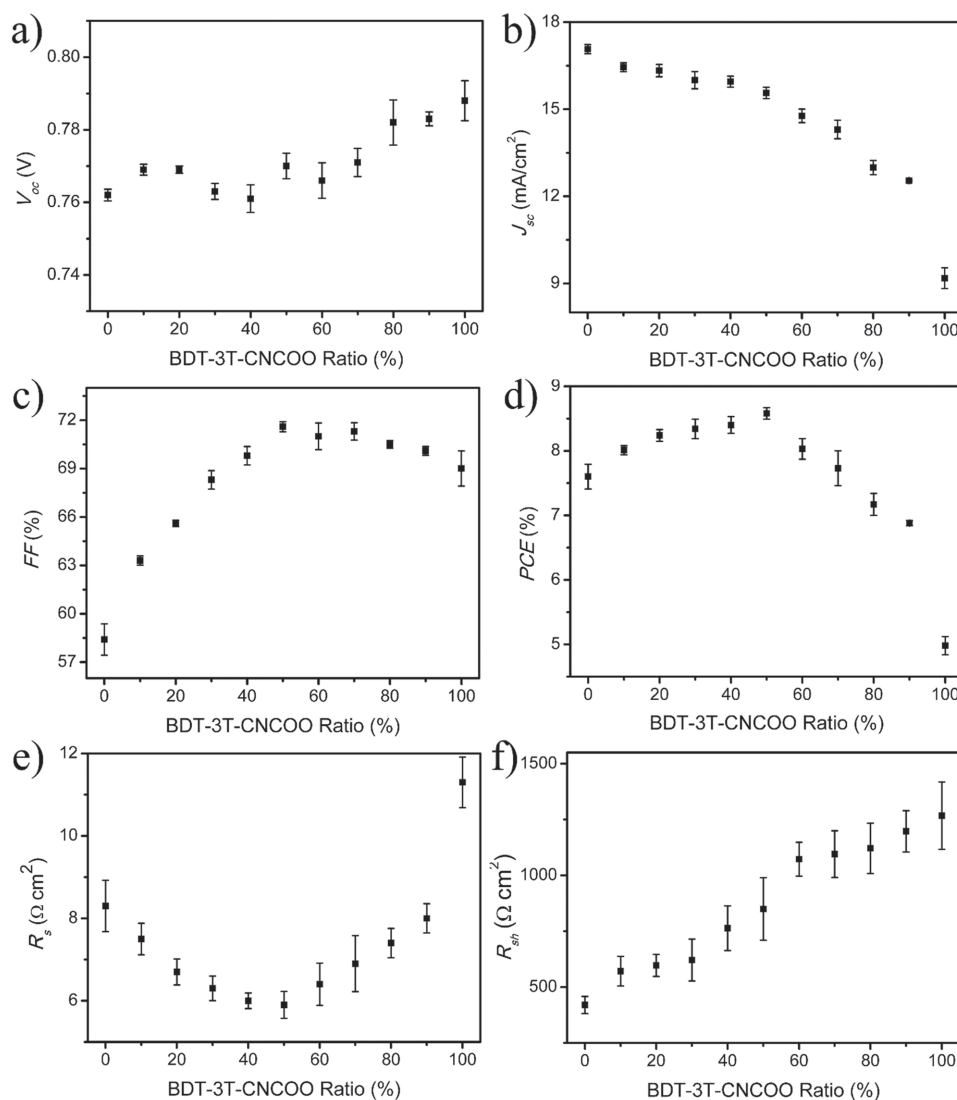 a)
0.80
0.78
0.76
0.74
V_oc (V)
0 20 40 60 80 100
BDT-3T-CNCOO Ratio (%)
b)
18
15
12
9
J_sc (mA/cm²)
0 20 40 60 80 100
BDT-3T-CNCOO Ratio (%)
c)
72
69
66
63
60
57
FF (%)
0 20 40 60 80 100
BDT-3T-CNCOO Ratio (%)
d)
9
8
7
6
5
PCE (%)
0 20 40 60 80 100
BDT-3T-CNCOO Ratio (%)
e)
12
10
8
6
R_s (Ω cm²)
0 20 40 60 80 100
BDT-3T-CNCOO Ratio (%)
f)
1500
1000
500
R_sh (Ω cm²)
0 20 40 60 80 100
BDT-3T-CNCOO Ratio (%)